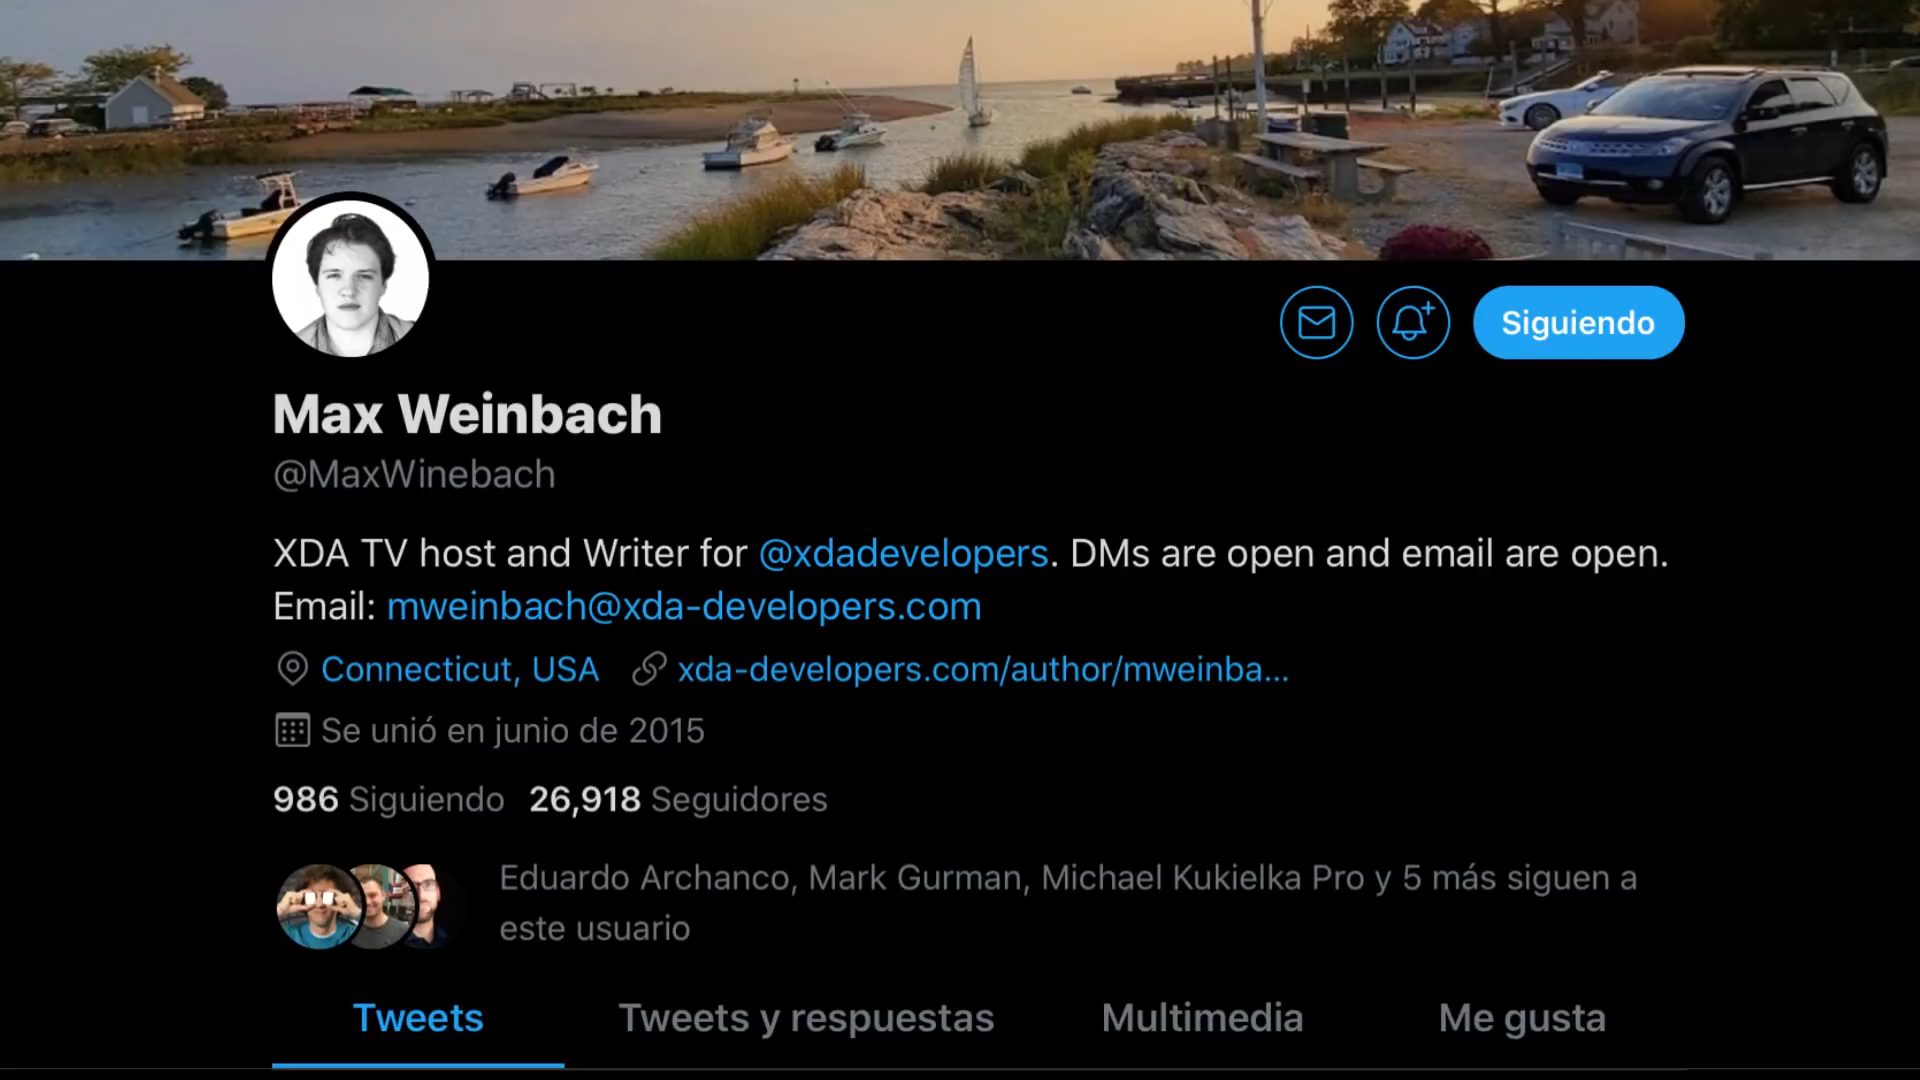 Siguiendo
Max Weinbach
@MaxWinebach
XDA TV host and Writer for @xdadevelopers. DMs are open and email are open.
Email: mweinbach@xda-developers.com
Connecticut, USA xda-developers.com/author/mweinba...
Se unió en junio de 2015
986 Siguiendo 26,918 Seguidores
Eduardo Archanco, Mark Gurman, Michael Kukielka Pro y 5 más siguen a
este usuario
Tweets Tweets y respuestas Multimedia Me gusta